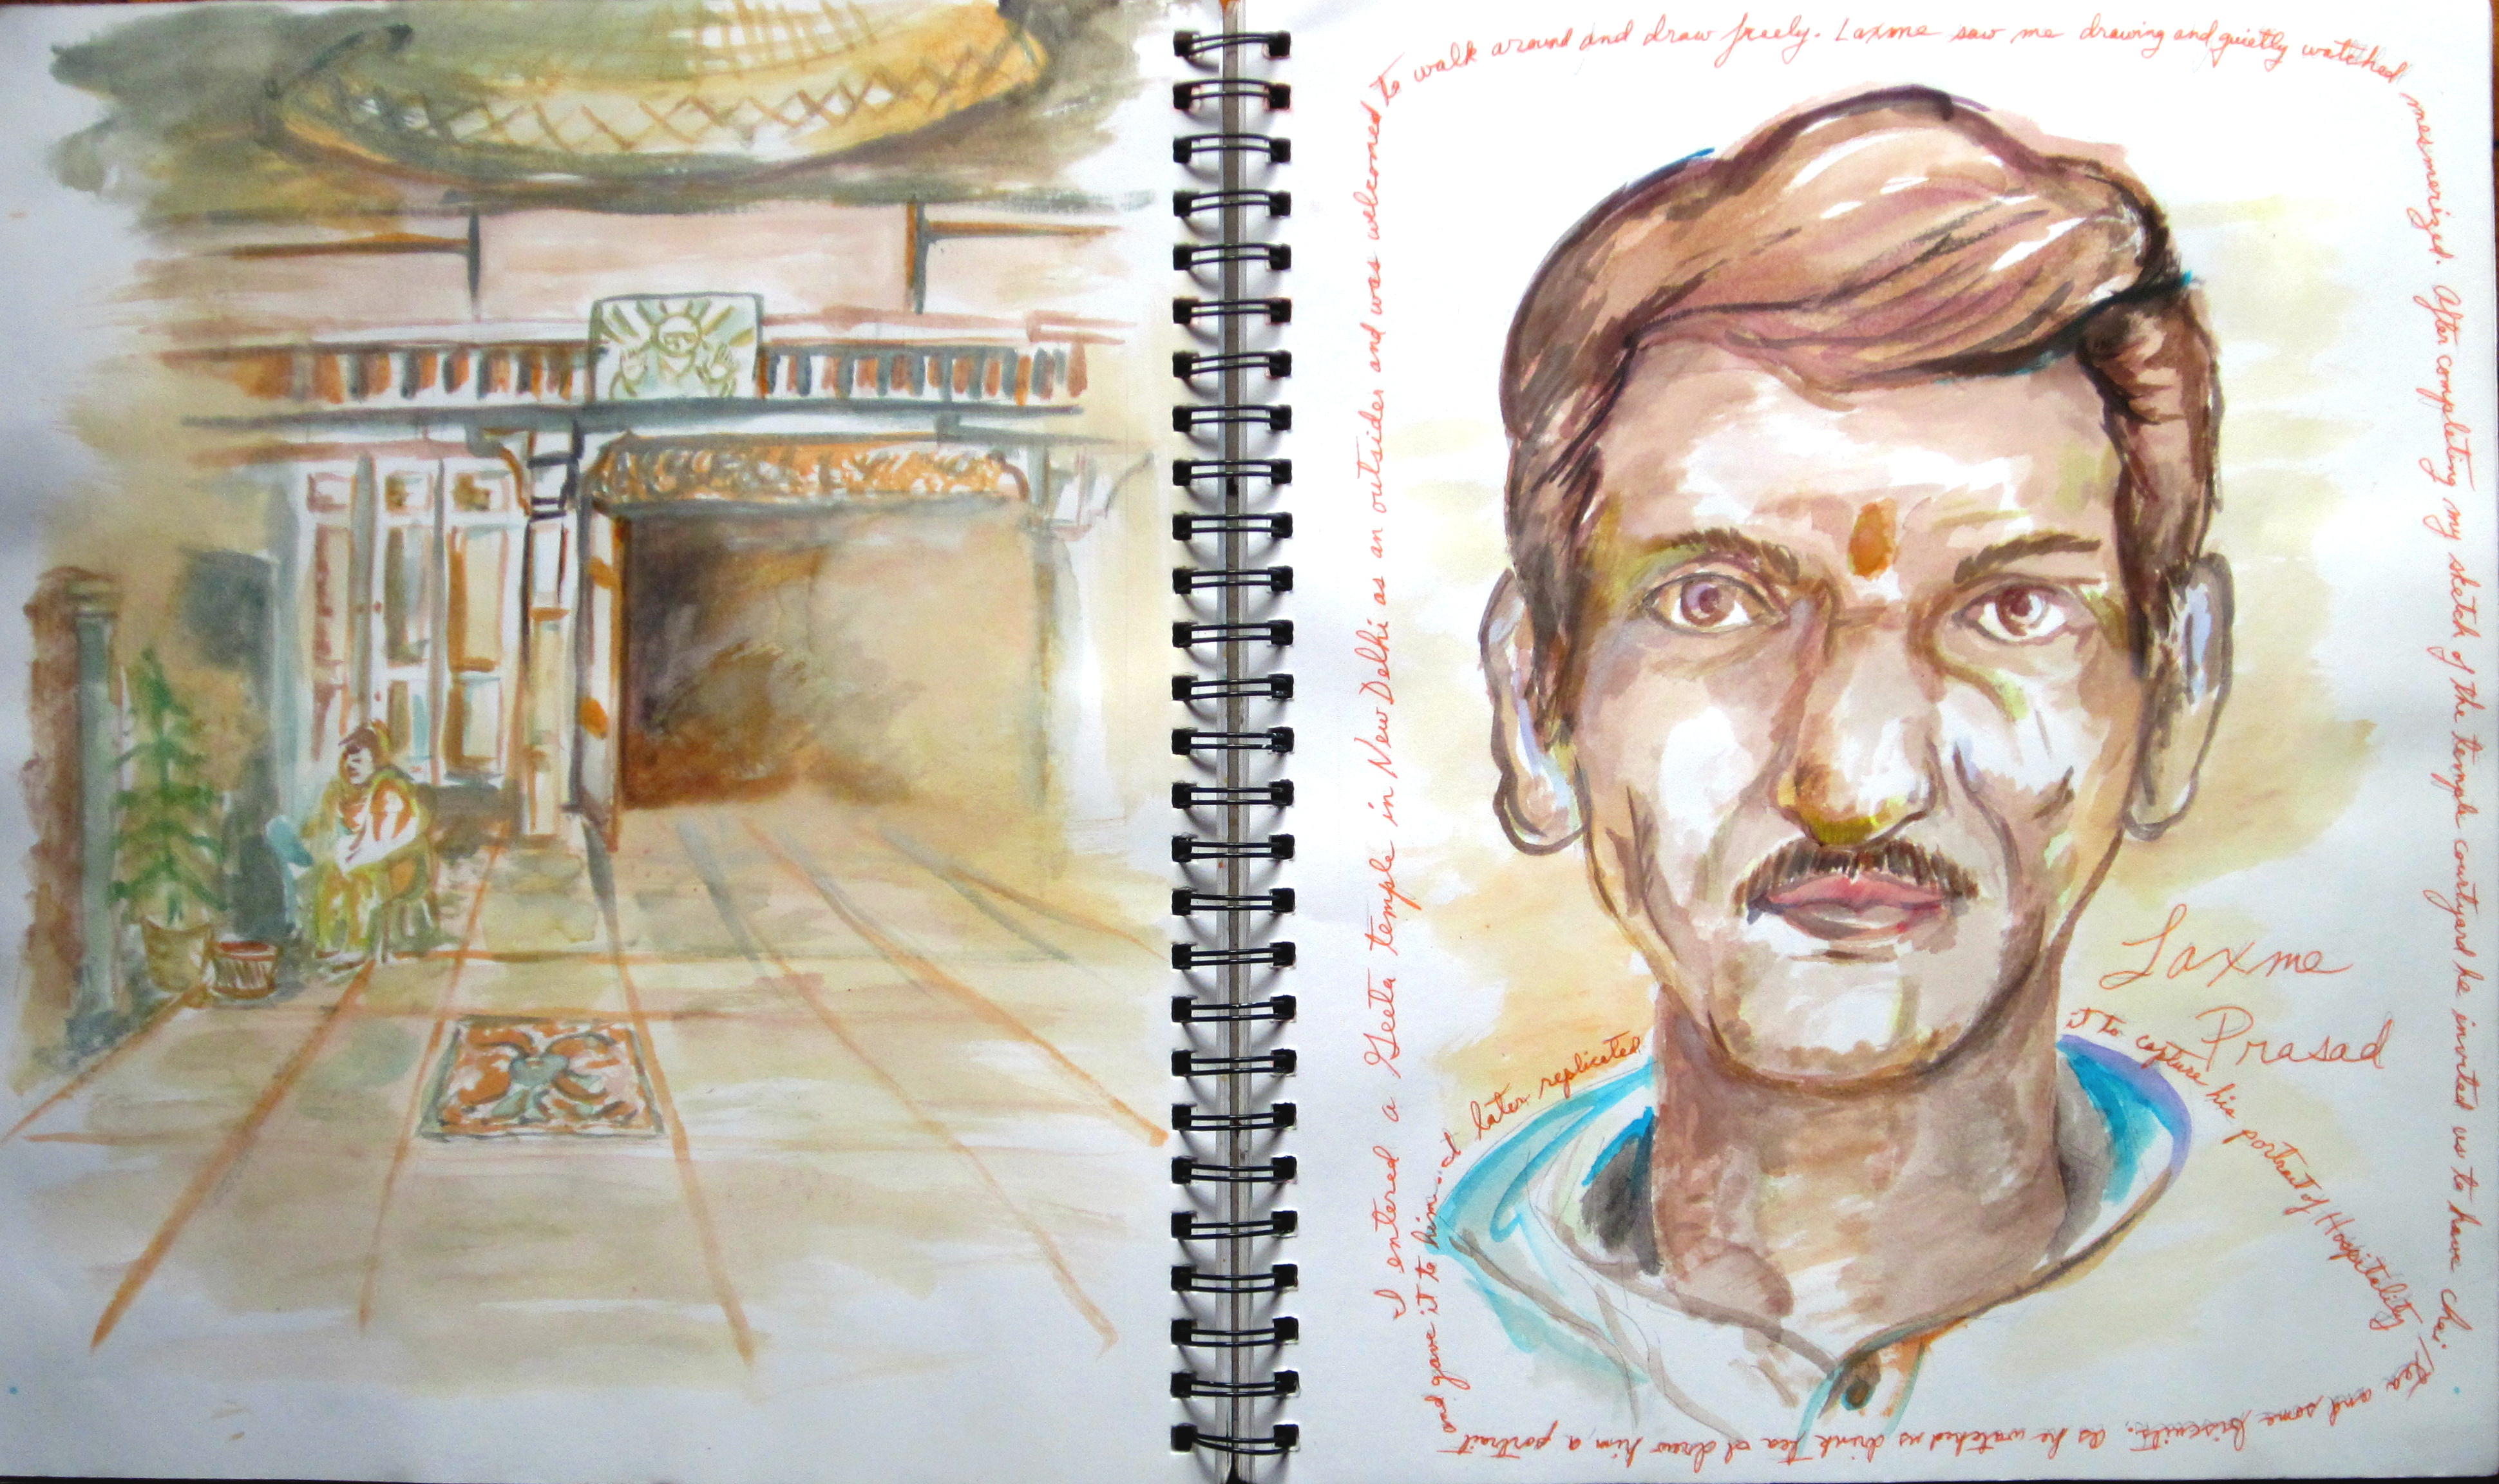 I entered a Geeta temple in New Delhi as an outsider and was welcomed
to walk around and draw freely. Laxme saw me drawing and quietly watched
mesmerized. After completing my sketch of the temple courtyard he invited us to have chai
tea and some biscuits. As he watched us drink tea I drew him a portrait
and gave it to him. I later replicated
it to capture his portrait of Hospitality
Laxme
Prasad